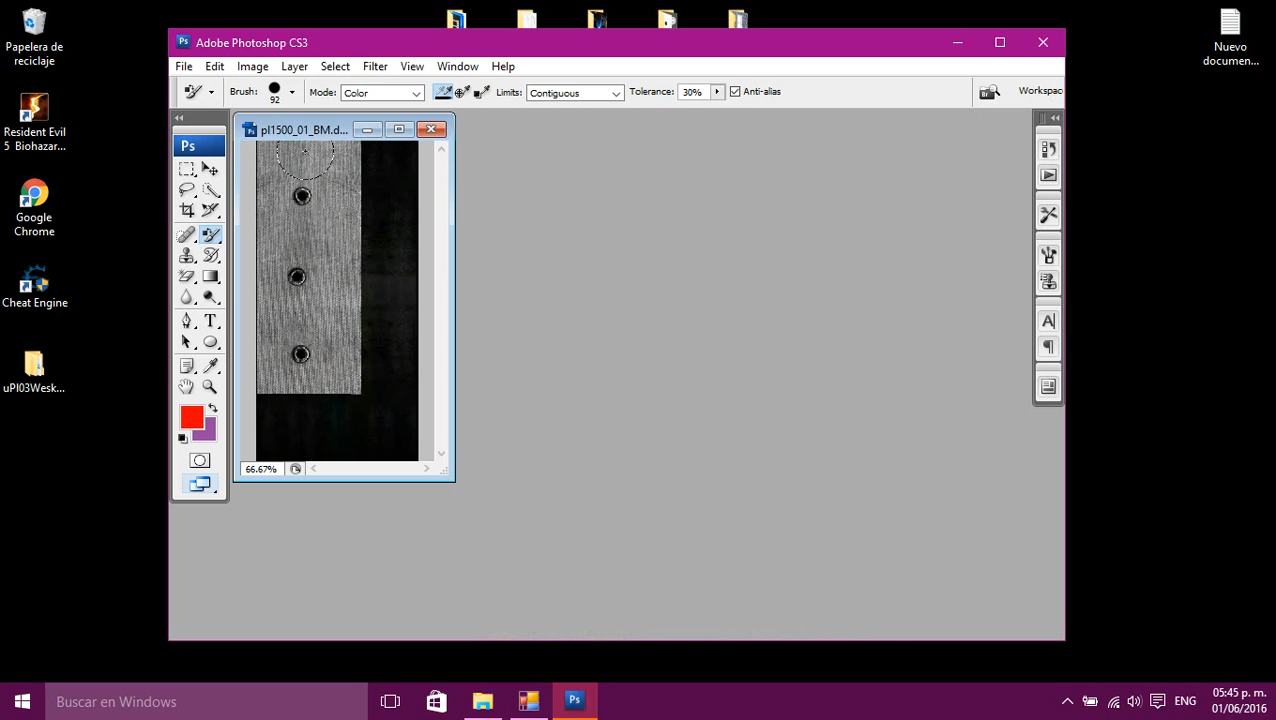 Papelera de
reciclaje
Resident Evil
5 Biohazar...
Google
Chrome
Cheat Engine
uPl03Wesk...
Nuevo
documen...
Ps
Adobe Photoshop CS3
File Edit Image Layer Select Filter View Window Help
Brush: 92 Mode: Color Limits: Contiguous Tolerance: 30% Anti-alias Workspac
Ps
pl1500_01_BM.d...
T
A
66.67%
Buscar en Windows
Ps
ENG
05:45 p. m.
01/06/2016